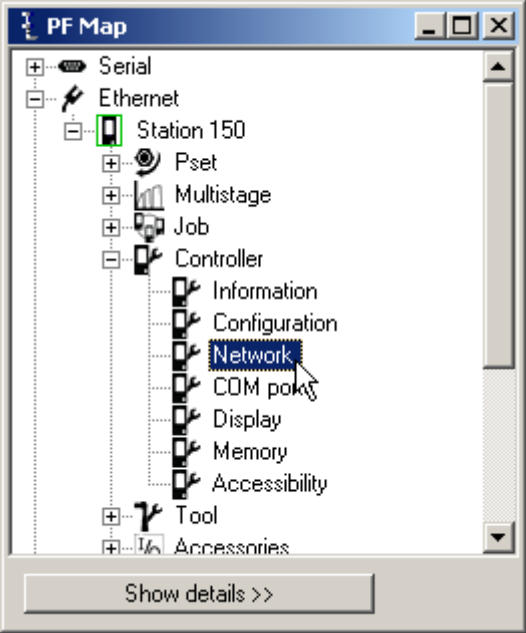 PF Map
Serial
Ethernet
Station 150
Pset
Multistage
Job
Controller
Information
Configuration
Network
COM port
Display
Memory
Accessibility
Tool
I/o Accessories
Show details >>